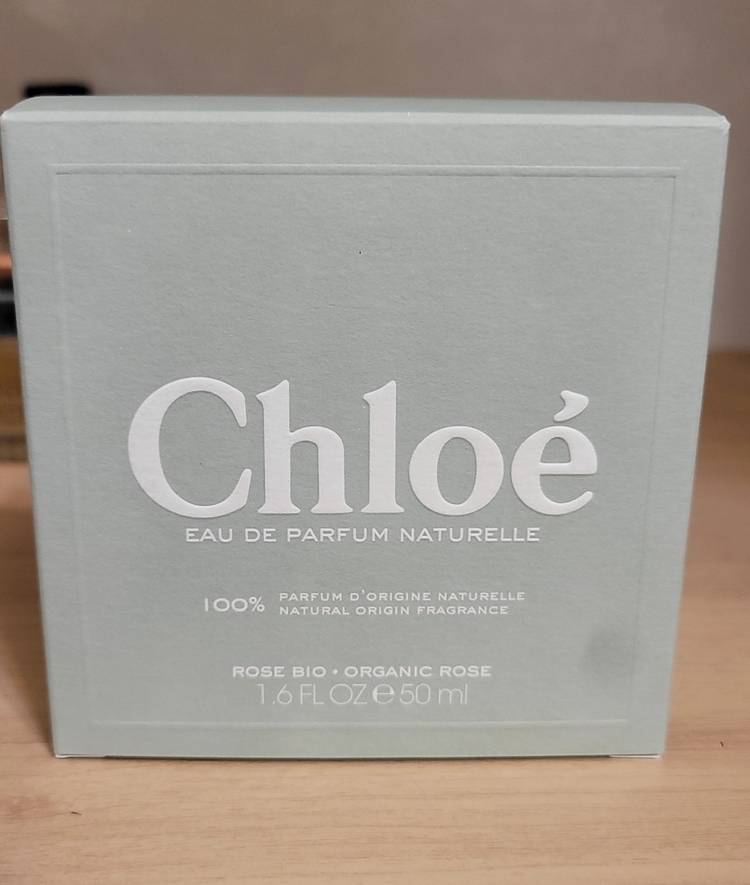 Chloé
EAU DE PARFUM NATURELLE
100% PARFUM D'ORIGINE NATURELLE
NATURAL ORIGIN FRAGRANCE
ROSE BIO • ORGANIC ROSE
1.6 FL OZ ℮ 50 ml